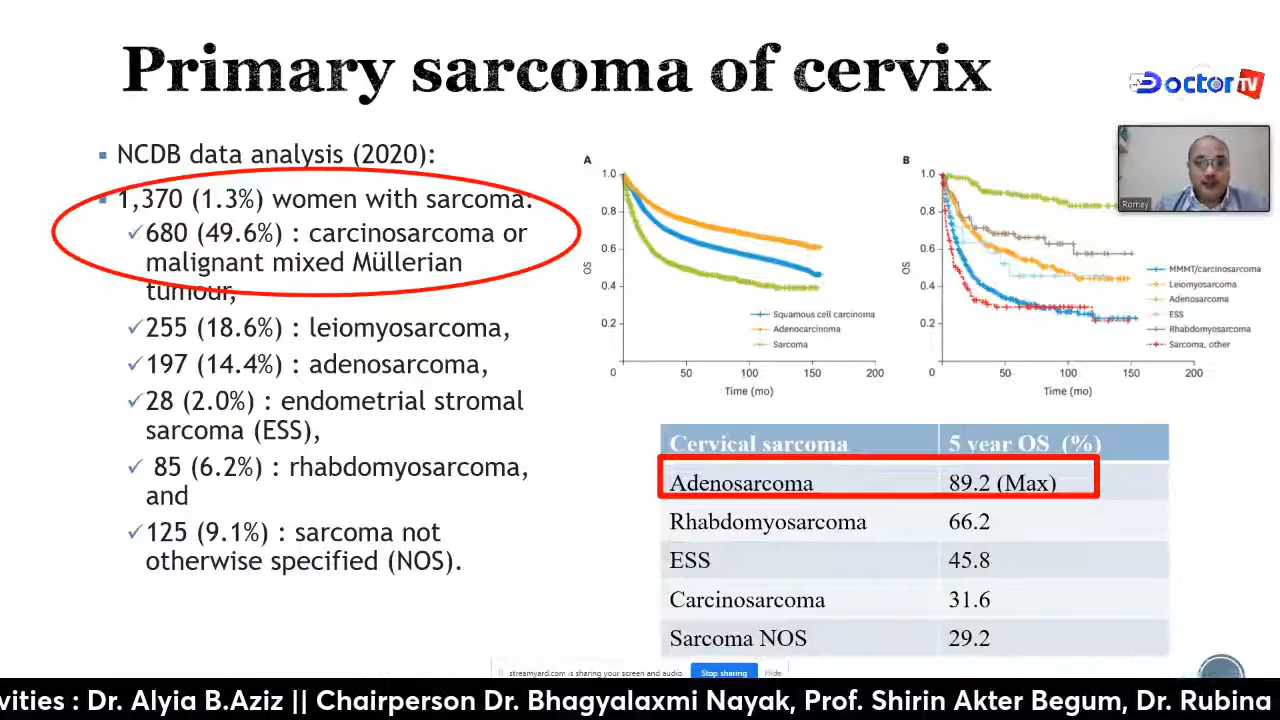 Primary sarcoma of cervix
Doctor TV
NCDB data analysis (2020):
1,370 (1.3%) women with sarcoma:
680 (49.6%) : carcinosarcoma or
malignant mixed Müllerian
tumour,
255 (18.6%) : leiomyosarcoma,
197 (14.4%) : adenosarcoma,
28 (2.0%) : endometrial stromal
sarcoma (ESS),
85 (6.2%) : rhabdomyosarcoma,
and
125 (9.1%) : sarcoma not
otherwise specified (NOS).
A
1.0
0.8
0.6
0.4
0.2
0
OS
Squamous cell carcinoma
Adenocarcinoma
Sarcoma
50
100
150
200
Time (mo)
B
1.0
0.8
0.6
0.4
0.2
0
OS
MMMT/carcinosarcoma
Leiomyosarcoma
Adenosarcoma
ESS
Rhabdomyosarcoma
Sarcoma, other
50
100
150
200
Time (mo)
Romey
Cervical sarcoma 5 year OS (%)
Adenosarcoma 89.2 (Max)
Rhabdomyosarcoma 66.2
ESS 45.8
Carcinosarcoma 31.6
Sarcoma NOS 29.2
streamyard.com is sharing your screen and audio. Stop sharing Hide
vities : Dr. Alyia B.Aziz || Chairperson Dr. Bhagyalaxmi Nayak, Prof. Shirin Akter Begum, Dr. Rubina